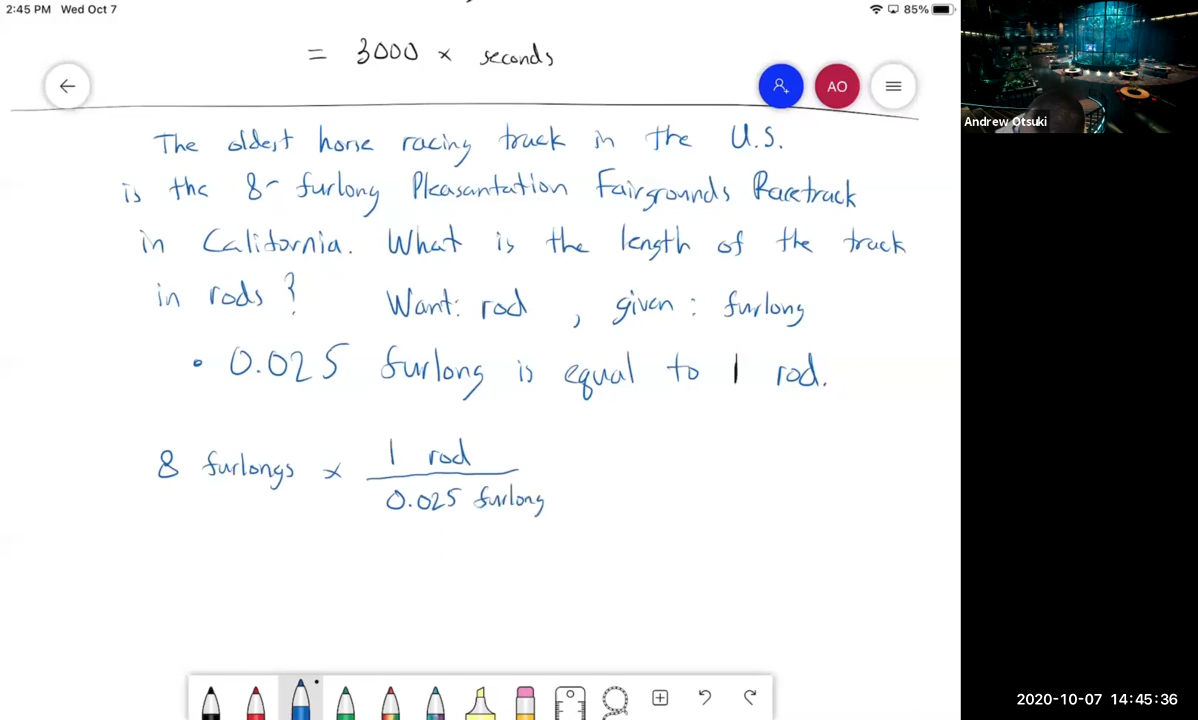 2:45 PM Wed Oct 7
85%
= 3000 × seconds
AO
Andrew Otsuki
The oldest horse racing track in the U.S.
is the 8-furlong Pleasantation Fairgrounds Racetrack
in California. What is the length of the track
in rods? Want: rod, given: furlong
• 0.025 furlong is equal to 1 rod.
8 furlongs × 1 rod
0.025 furlong
2020-10-07 14:45:36